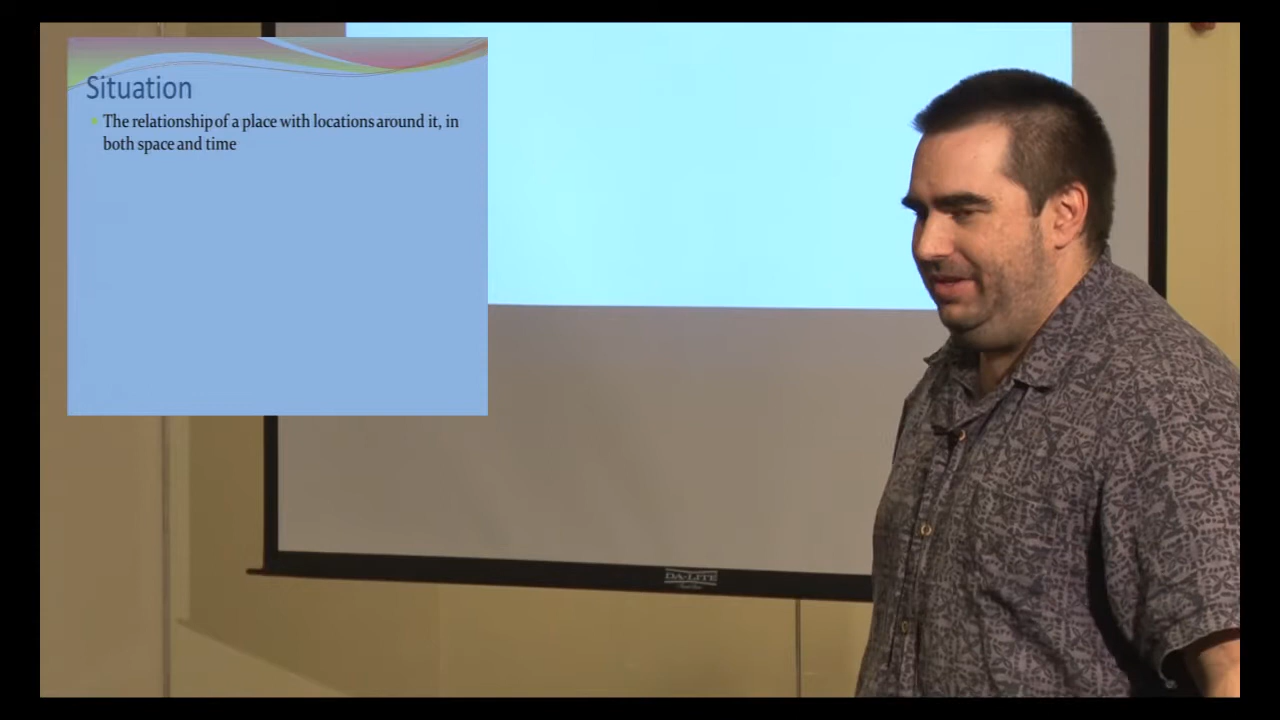 Situation
The relationship of a place with locations around it, in
both space and time
DA-LITE